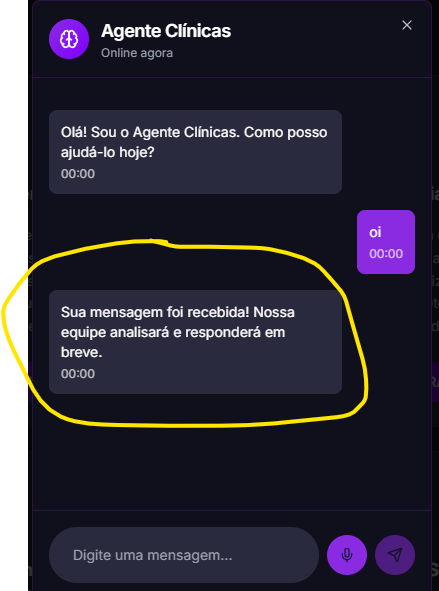 Agente Clínicas
Online agora
Olá! Sou o Agente Clínicas. Como posso
ajudá-lo hoje?
00:00
oi
00:00
Sua mensagem foi recebida! Nossa
equipe analisará e responderá em
breve.
00:00
Digite uma mensagem...